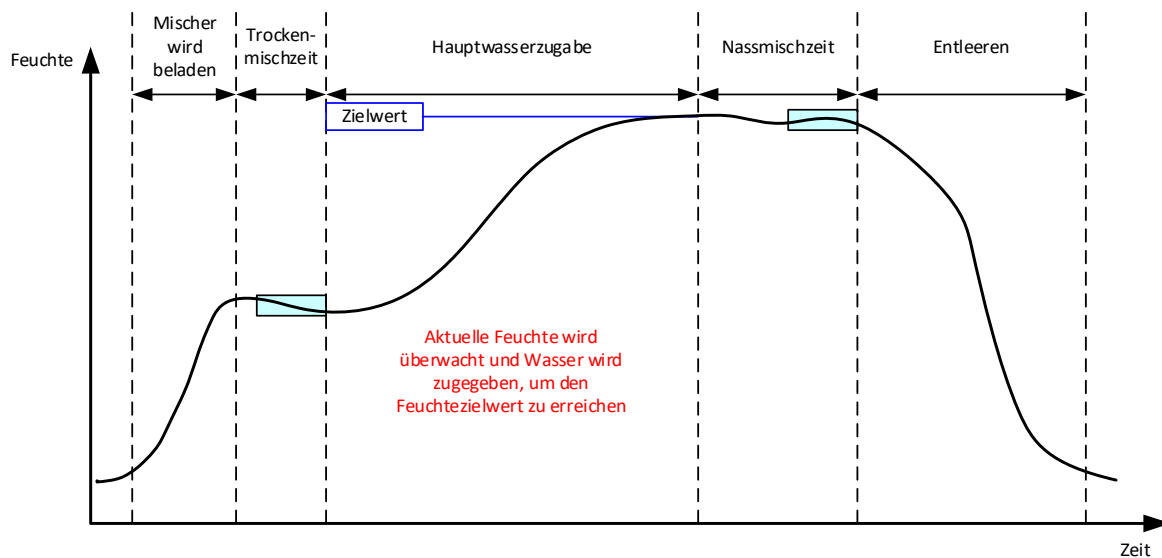 Feuchte
Mischer
wird
beladen
Trocken-
mischzeit
Hauptwasserzugabe
Nassmischzeit
Entleeren
Zielwert
Aktuelle Feuchte wird
überwacht und Wasser wird
zugegeben, um den
Feuchtezielwert zu erreichen
Zeit